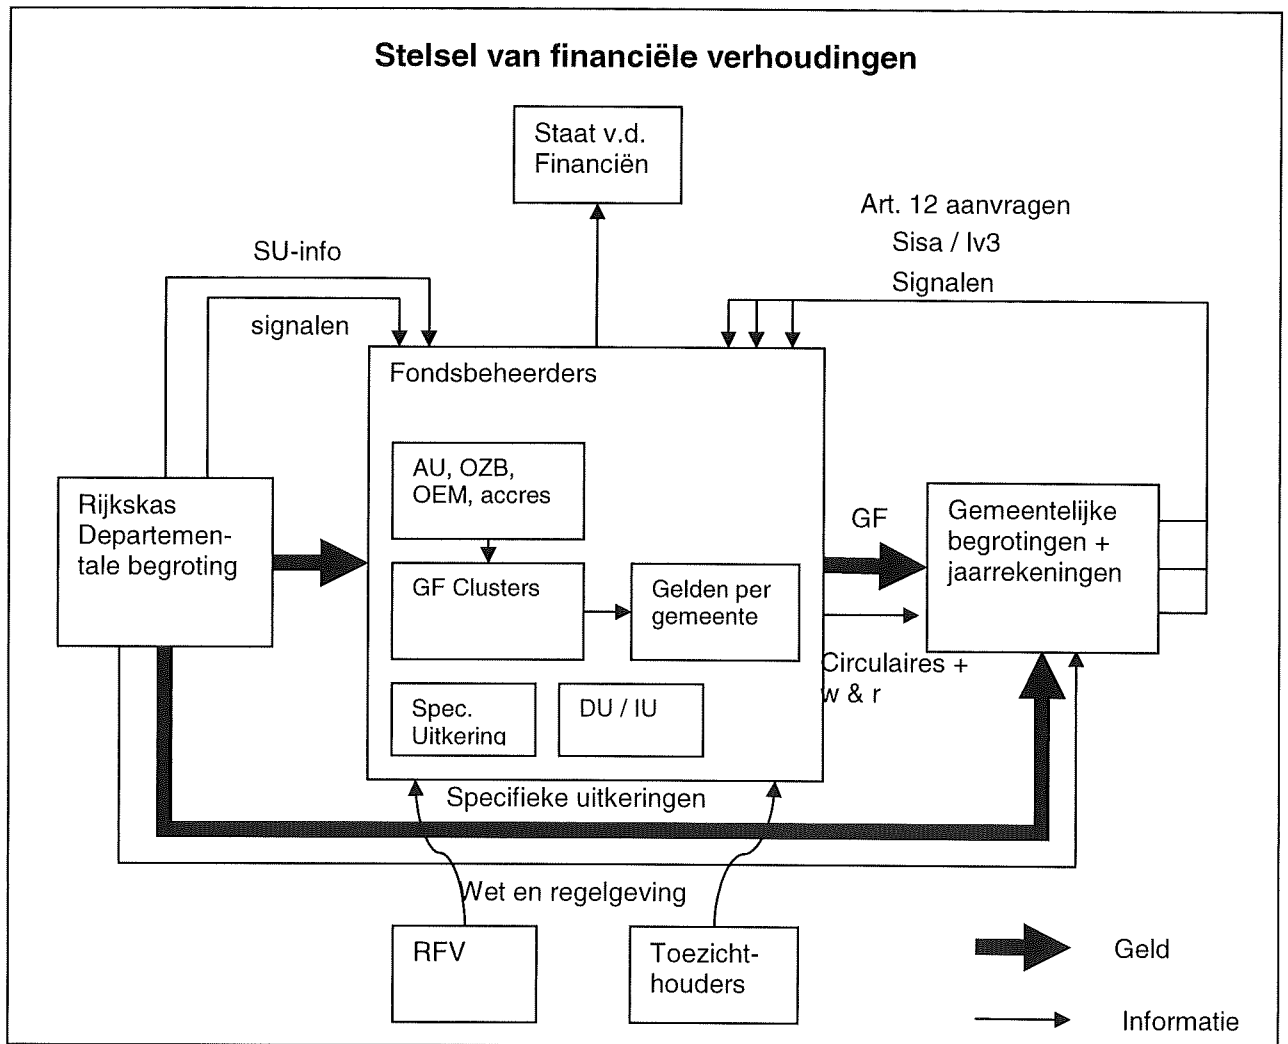 Stelsel van financiële verhoudingen
Staat v.d.
Financiën
Art. 12 aanvragen
Sisa / Iv3
Signalen
SU-info
signalen
Fondsbeheerders
AU, OZB,
OEM, accres
Rijkskas
Departemen-
tale begroting
GF Clusters
Gelden per
gemeente
GF
Gemeentelijke
begrotingen +
jaarrekeningen
Circulaires +
w & r
Spec.
Uitkering
DU / IU
Specifieke uitkeringen
Wet en regelgeving
RFV
Toezicht-
houders
Geld
Informatie